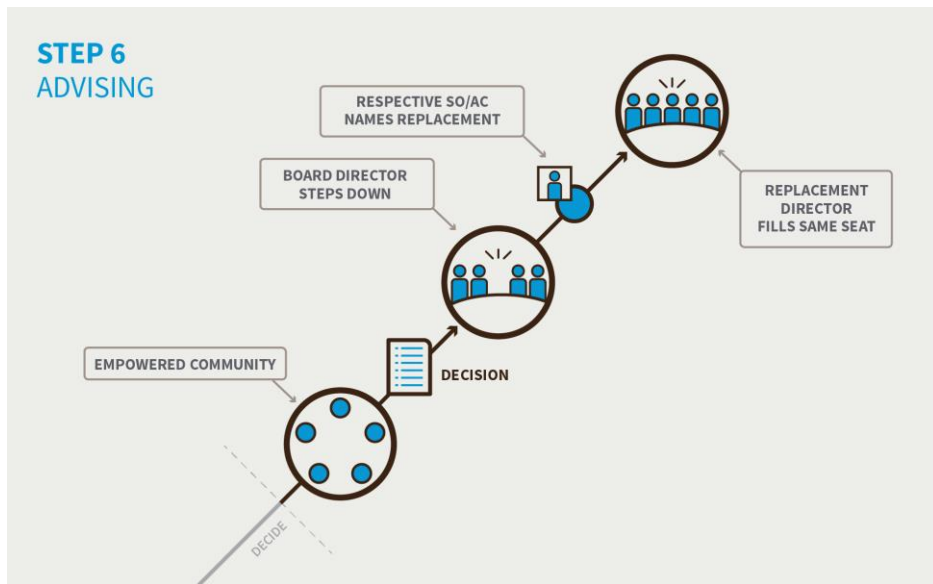 STEP 6
ADVISING
RESPECTIVE SO/AC
NAMES REPLACEMENT
BOARD DIRECTOR
STEPS DOWN
REPLACEMENT
DIRECTOR
FILLS SAME SEAT
EMPOWERED COMMUNITY
DECISION
DECIDE